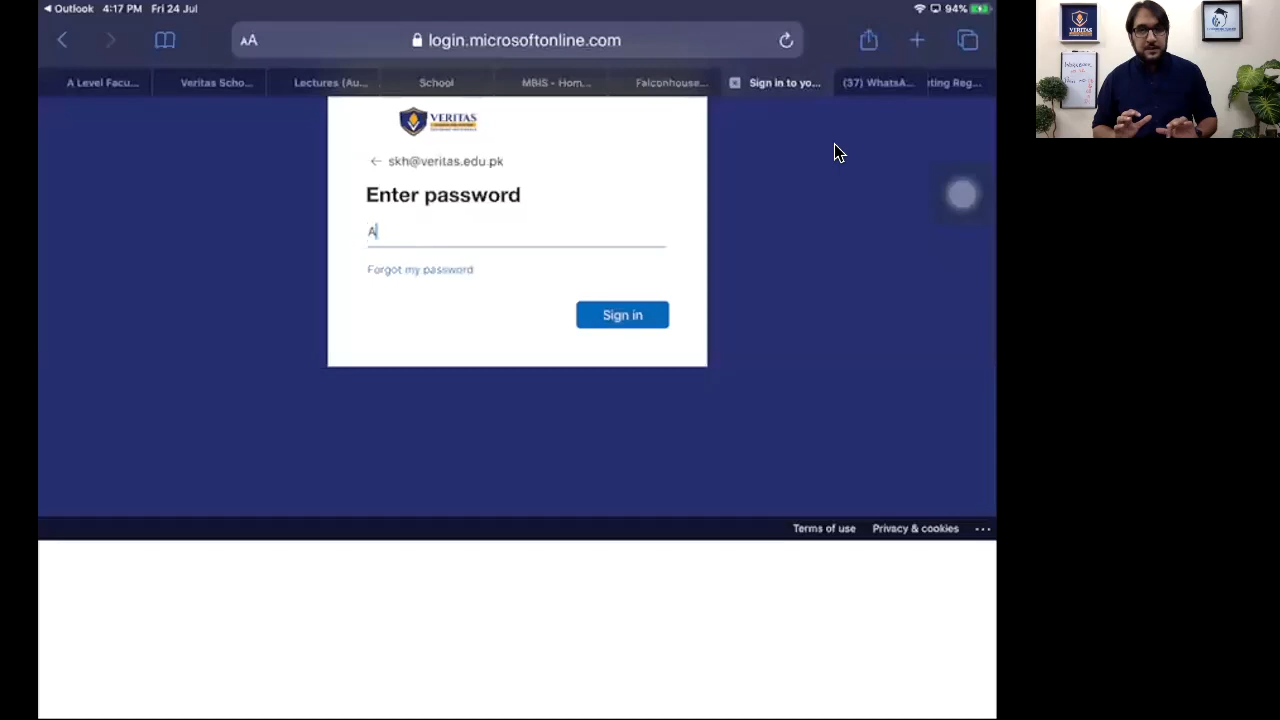 Outlook 4:17 PM Fri 24 Jul 94%
AA login.microsoftonline.com
A Level Facu... Veritas Scho... Lectures (Au... School MBIS - Hom... Falconhouse... Sign in to yo... (37) WhatsA... ting Reg...
VERITAS
skh@veritas.edu.pk
Enter password
A
Forgot my password
Sign in
Terms of use Privacy & cookies ...
VERITAS